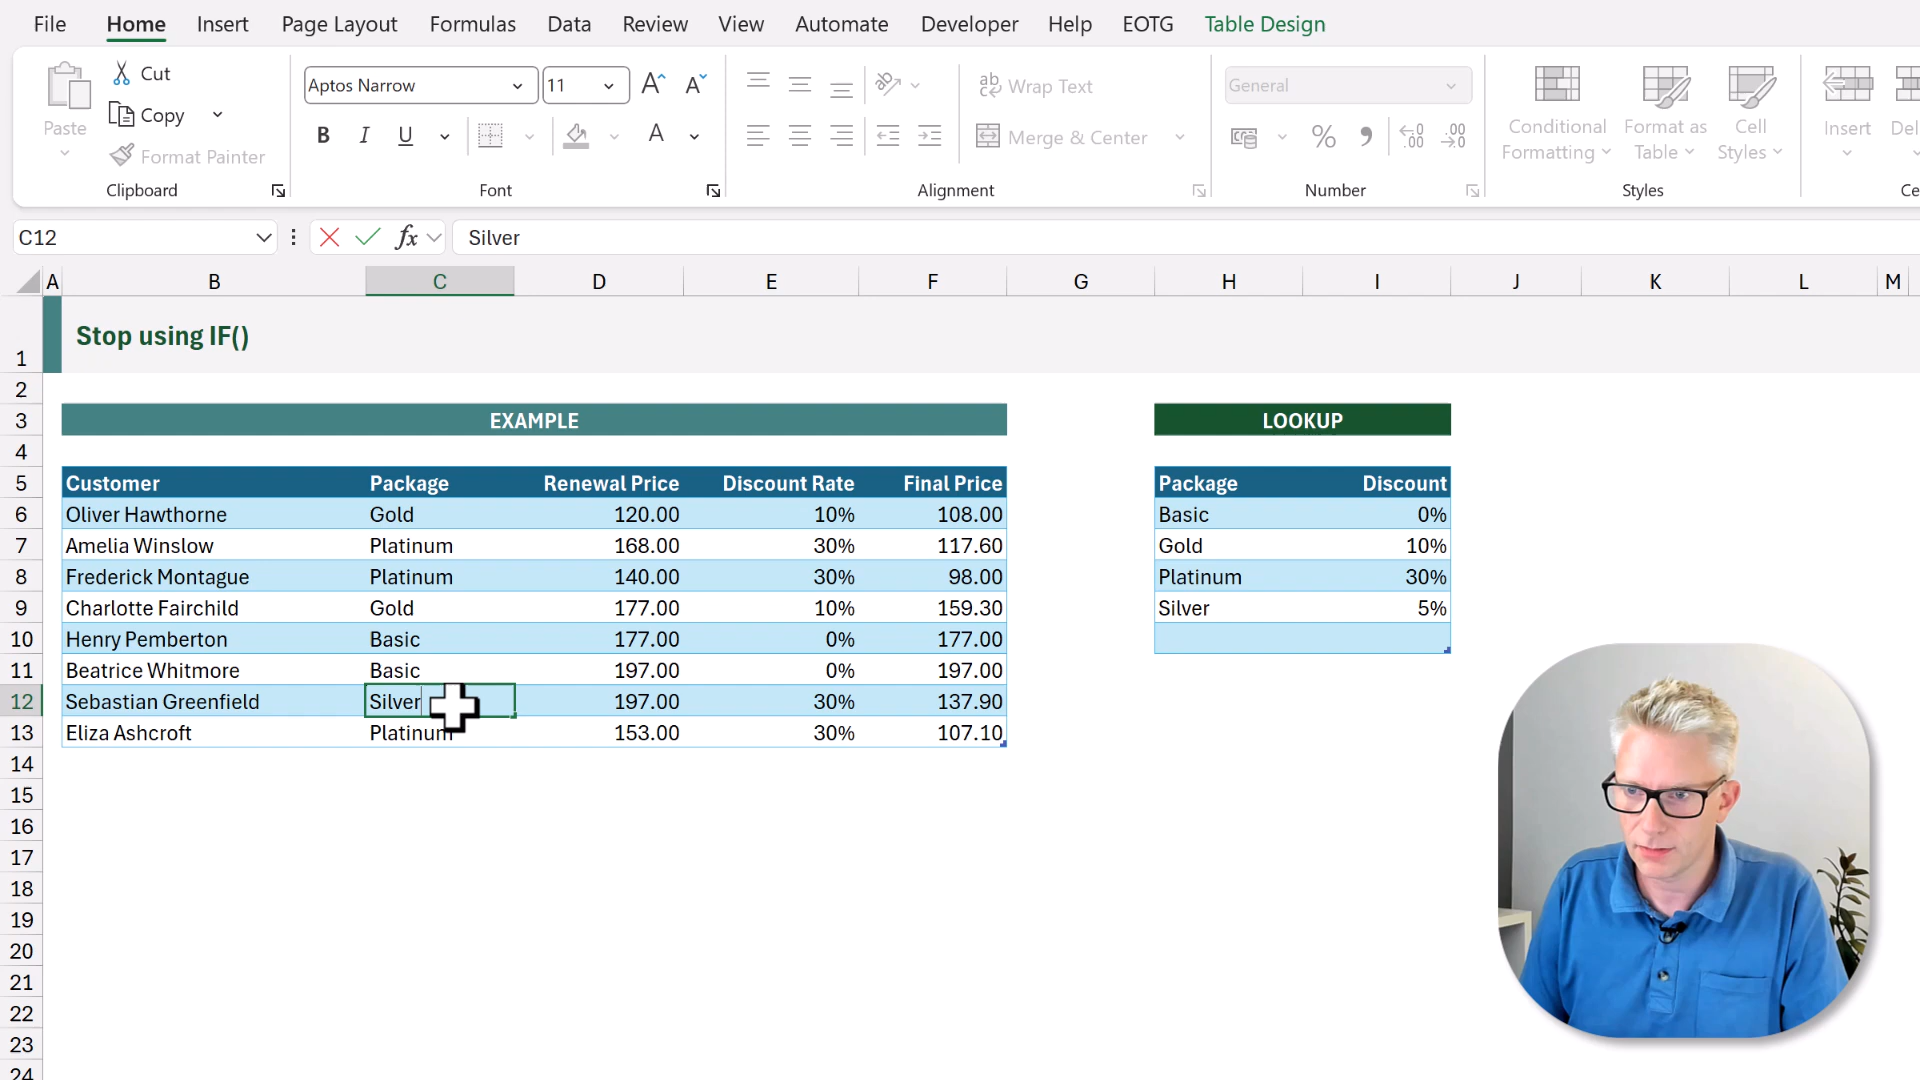 File Home Insert Page Layout Formulas Data Review View Automate Developer Help EOTG Table Design
Paste
Cut
Copy
Format Painter
Clipboard
Aptos Narrow 11
B I U A
Font
Wrap Text
Merge & Center
Alignment
General
% ,
Number
Conditional Formatting
Format as Table
Cell Styles
Styles
Insert
Del
Ce
C12 fx Silver
A B C D E F G H I J K L M
1 Stop using IF()
2
3 EXAMPLE LOOKUP
4
5 Customer Package Renewal Price Discount Rate Final Price Package Discount
6 Oliver Hawthorne Gold 120.00 10% 108.00 Basic 0%
7 Amelia Winslow Platinum 168.00 30% 117.60 Gold 10%
8 Frederick Montague Platinum 140.00 30% 98.00 Platinum 30%
9 Charlotte Fairchild Gold 177.00 10% 159.30 Silver 5%
10 Henry Pemberton Basic 177.00 0% 177.00
11 Beatrice Whitmore Basic 197.00 0% 197.00
12 Sebastian Greenfield Silver 197.00 30% 137.90
13 Eliza Ashcroft Platinum 153.00 30% 107.10
14
15
16
17
18
19
20
21
22
23
24